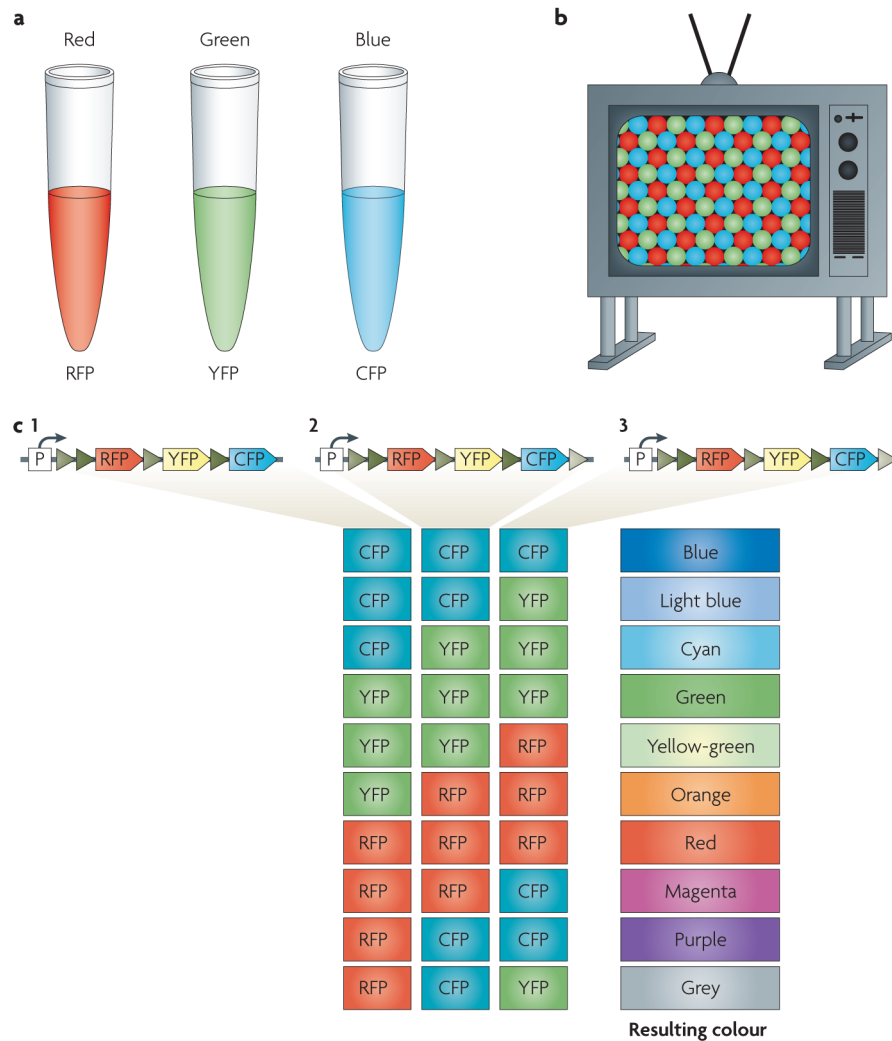 a
Red Green Blue
RFP YFP CFP
b
c 1
P RFP YFP CFP
2
P RFP YFP CFP
3
P RFP YFP CFP
CFP CFP CFP Blue
CFP CFP YFP Light blue
CFP YFP YFP Cyan
YFP YFP YFP Green
YFP YFP RFP Yellow-green
YFP RFP RFP Orange
RFP RFP RFP Red
RFP RFP CFP Magenta
RFP CFP CFP Purple
RFP CFP YFP Grey
Resulting colour